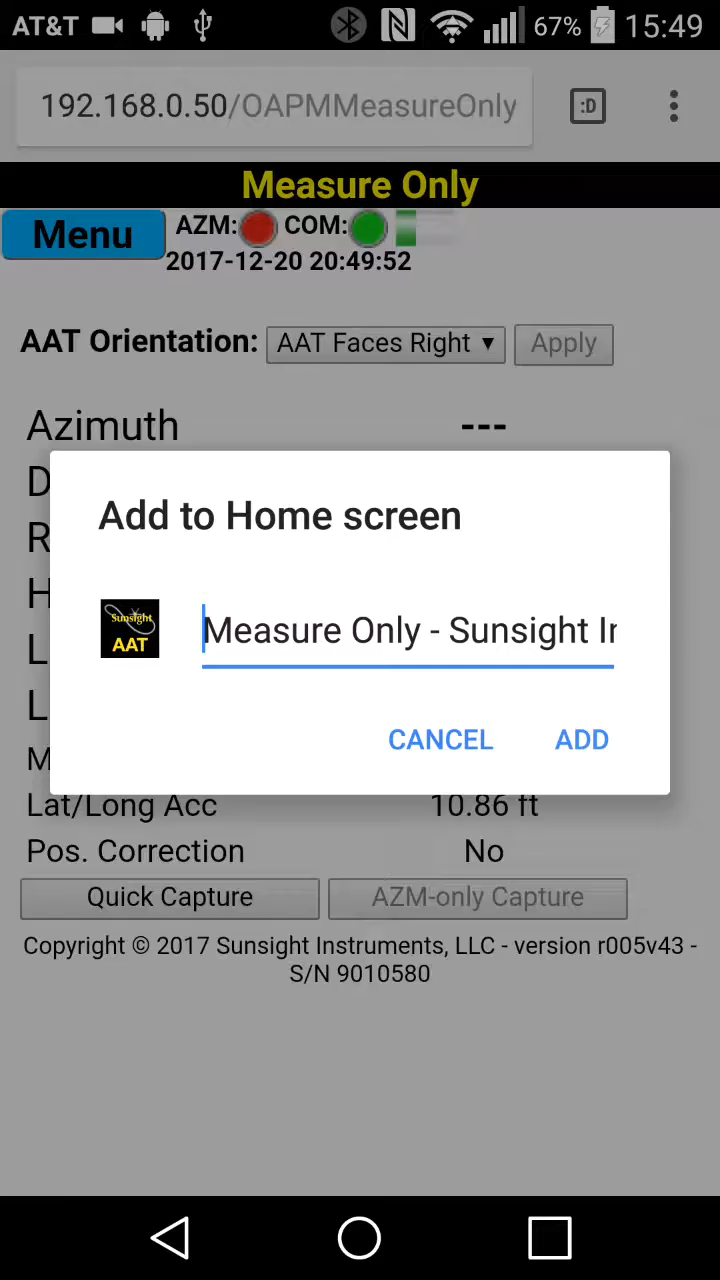 AT&T 67% 15:49
192.168.0.50/OAPMMeasureOnly
:D
Measure Only
Menu AZM: COM:
2017-12-20 20:49:52
AAT Orientation: AAT Faces Right Apply
Azimuth ---
D
R
H
L
L
M
Add to Home screen
Sunsight
AAT
Measure Only - Sunsight In
CANCEL ADD
Lat/Long Acc 10.86 ft
Pos. Correction No
Quick Capture AZM-only Capture
Copyright © 2017 Sunsight Instruments, LLC - version r005v43 -
S/N 9010580